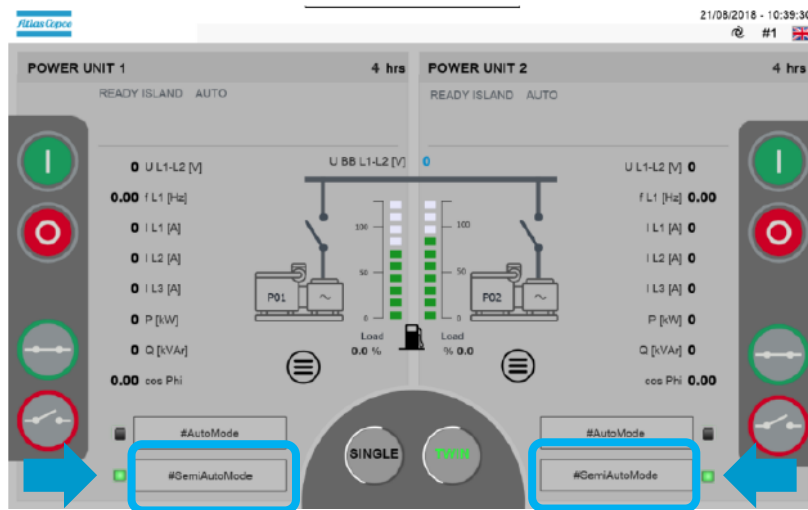 Atlas Copco
21/08/2018 - 10:39:30
#1
POWER UNIT 1 4 hrs
READY ISLAND AUTO
POWER UNIT 2 4 hrs
READY ISLAND AUTO
U BB L1-L2 [V] 0
0 U L1-L2 [V]
0.00 f L1 [Hz]
0 I L1 [A]
0 I L2 [A]
0 I L3 [A]
0 P [kW]
0 Q [kVAr]
0.00 cos Phi
100
50
0
P01
Load
0.0 %
100
50
0
P02
Load
% 0.0
U L1-L2 [V] 0
f L1 [Hz] 0.00
I L1 [A] 0
I L2 [A] 0
I L3 [A] 0
P [kW] 0
Q [kVAr] 0
cos Phi 0.00
#AutoMode
#SemiAutoMode
SINGLE
TWIN
#AutoMode
#SemiAutoMode